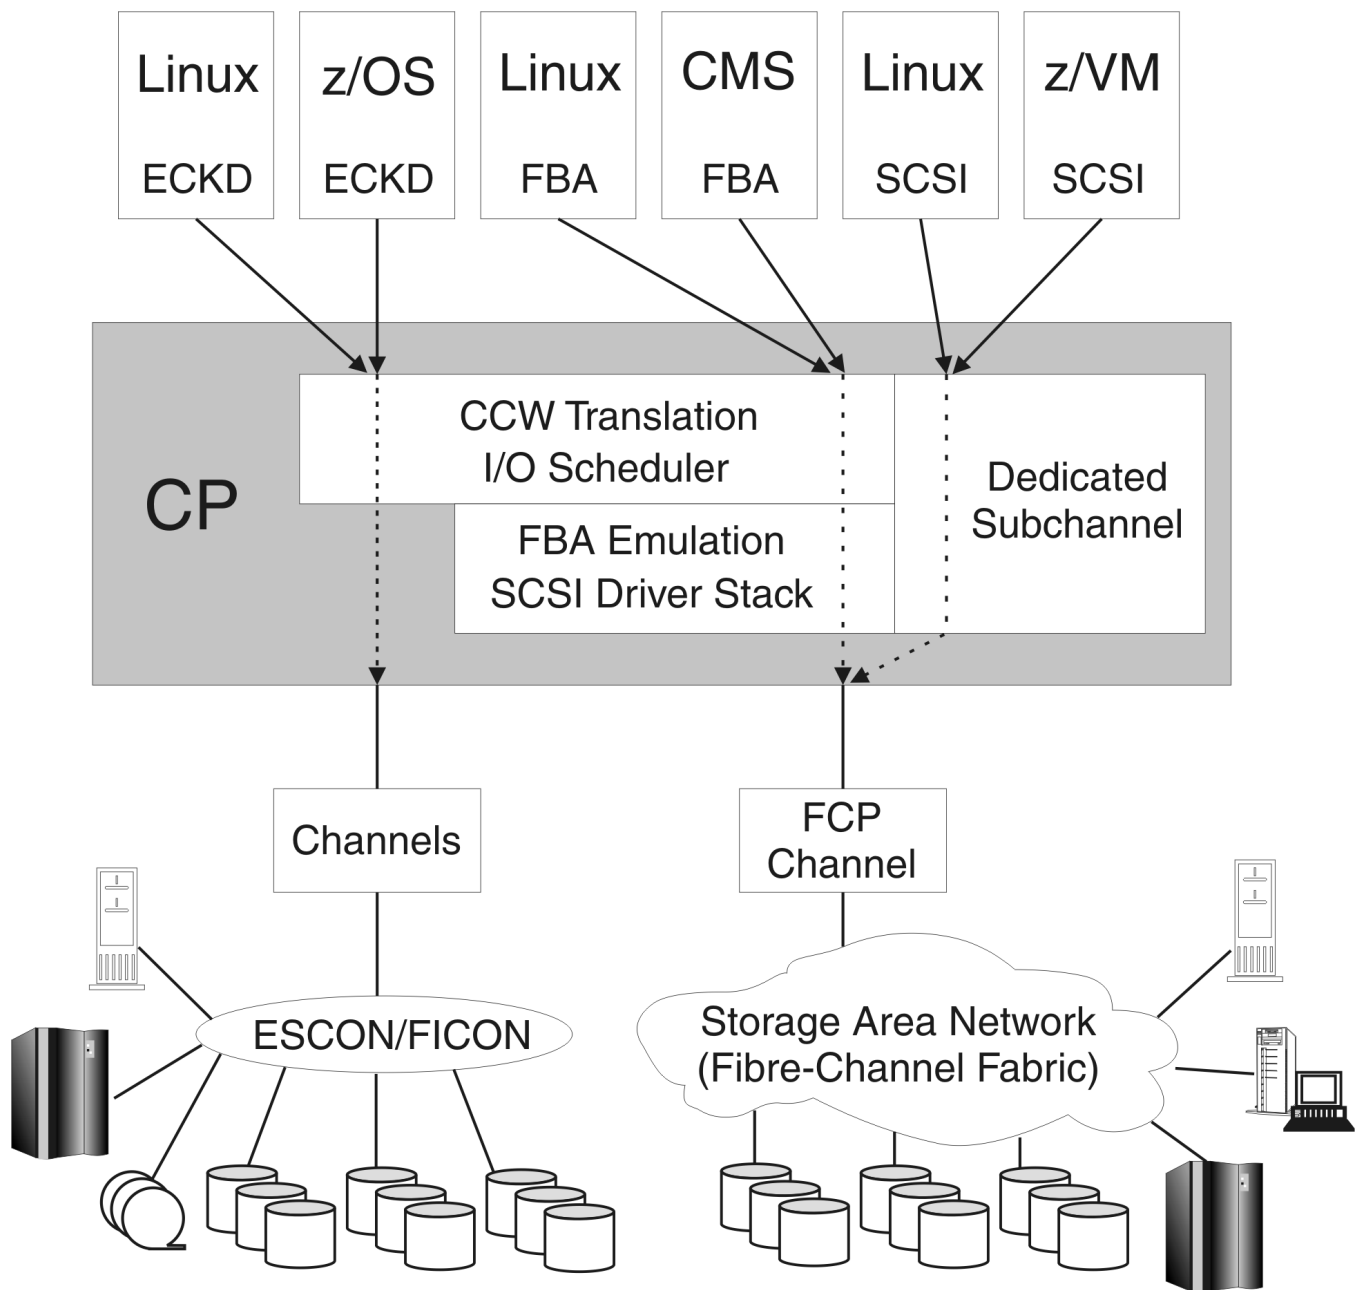 Linux
ECKD
z/OS
ECKD
Linux
FBA
CMS
FBA
Linux
SCSI
z/VM
SCSI
CP
CCW Translation
I/O Scheduler
FBA Emulation
SCSI Driver Stack
Dedicated
Subchannel
Channels
FCP
Channel
ESCON/FICON
Storage Area Network
(Fibre-Channel Fabric)